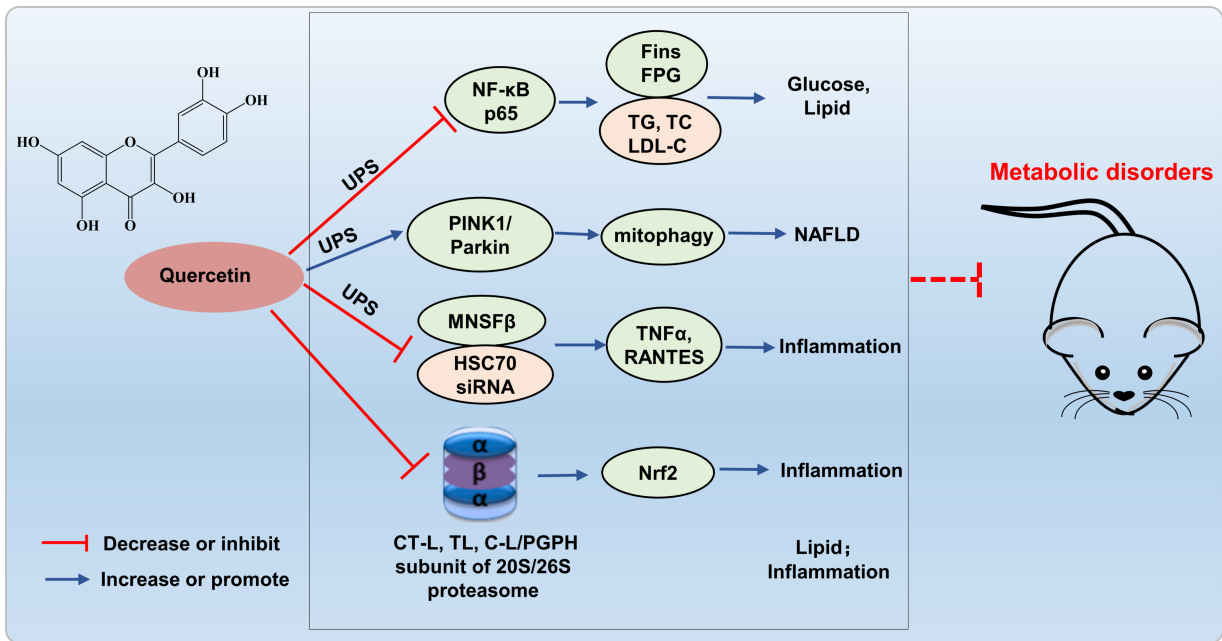 OH
HO
OH
HO
O
OH
OH
O
Quercetin
UPS
UPS
UPS
NF-κB
p65
Fins
FPG
TG, TC
LDL-C
Glucose,
Lipid
PINK1/
Parkin
mitophagy
NAFLD
MNSFβ
HSC70
siRNA
TNFα,
RANTES
Inflammation
α
β
α
Nrf2
Inflammation
CT-L, TL, C-L/PGPH
subunit of 20S/26S
proteasome
Lipid;
Inflammation
Metabolic disorders
Decrease or inhibit
Increase or promote